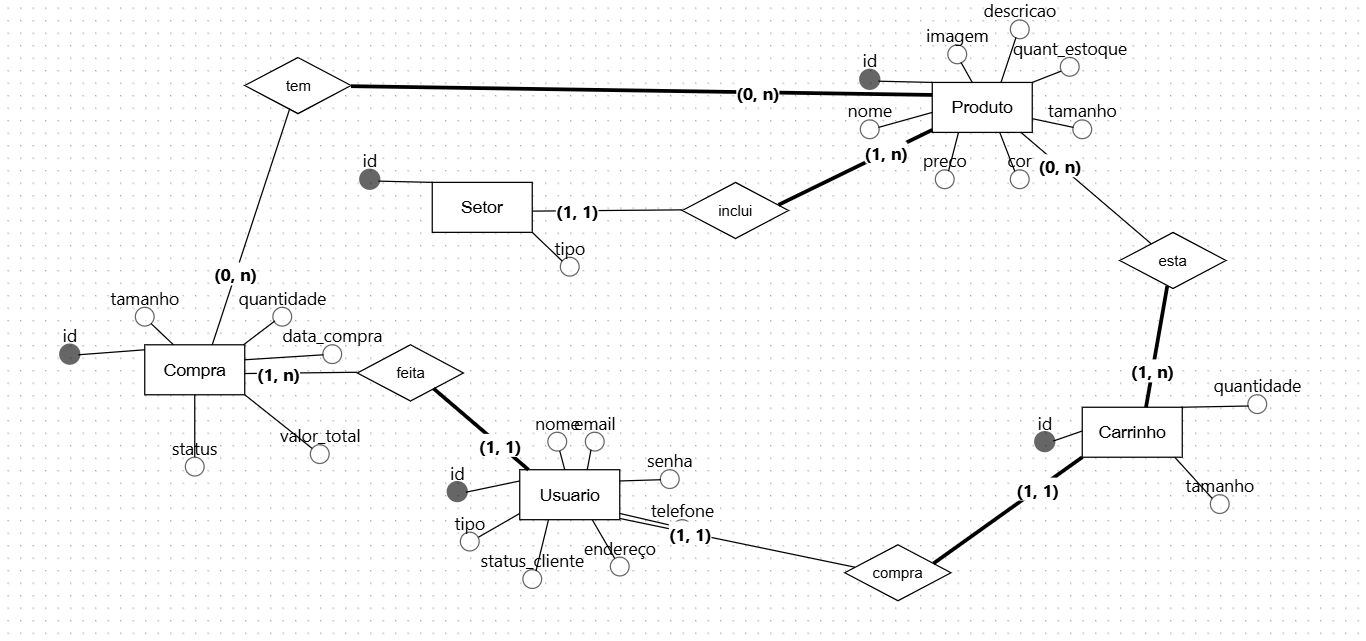 descricao
imagem
quant_estoque
id
tem
(0, n)
Produto
nome
tamanho
(1, n)
preco
cor
(0, n)
id
Setor
(1, 1)
inclui
tipo
esta
(0, n)
tamanho
quantidade
id
data_compra
Compra
(1, n)
feita
(1, n)
quantidade
status
valor_total
nome
email
(1, 1)
id
Carrinho
senha
id
Usuario
(1, 1)
tamanho
telefone
tipo
(1, 1)
status_cliente
endereço
compra